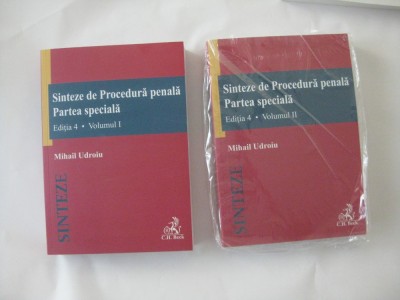 Sinteze de Procedură penală
Partea specială
Ediția 4 • Volumul I
Mihail Udroiu
SINTEZE
C.H. Beck
Sinteze de Procedură penală
Partea specială
Ediția 4 • Volumul II
Mihail Udroiu
SINTEZE
C.H. Beck